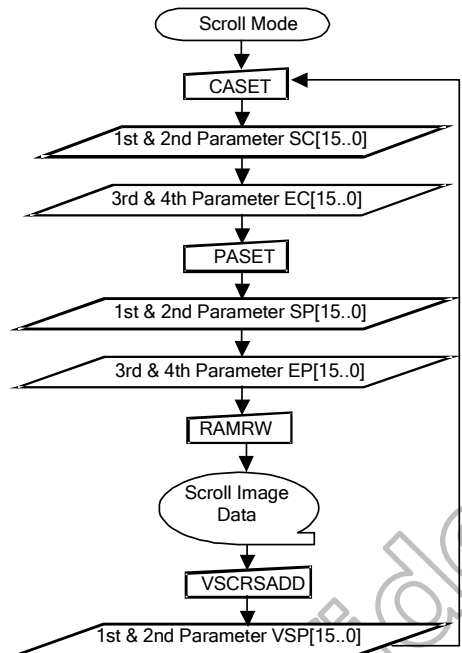 Scroll Mode
CASET
1st & 2nd Parameter SC[15..0]
3rd & 4th Parameter EC[15..0]
PASET
1st & 2nd Parameter SP[15..0]
3rd & 4th Parameter EP[15..0]
RAMRW
Scroll Image
Data
VSCRSADD
1st & 2nd Parameter VSP[15..0]